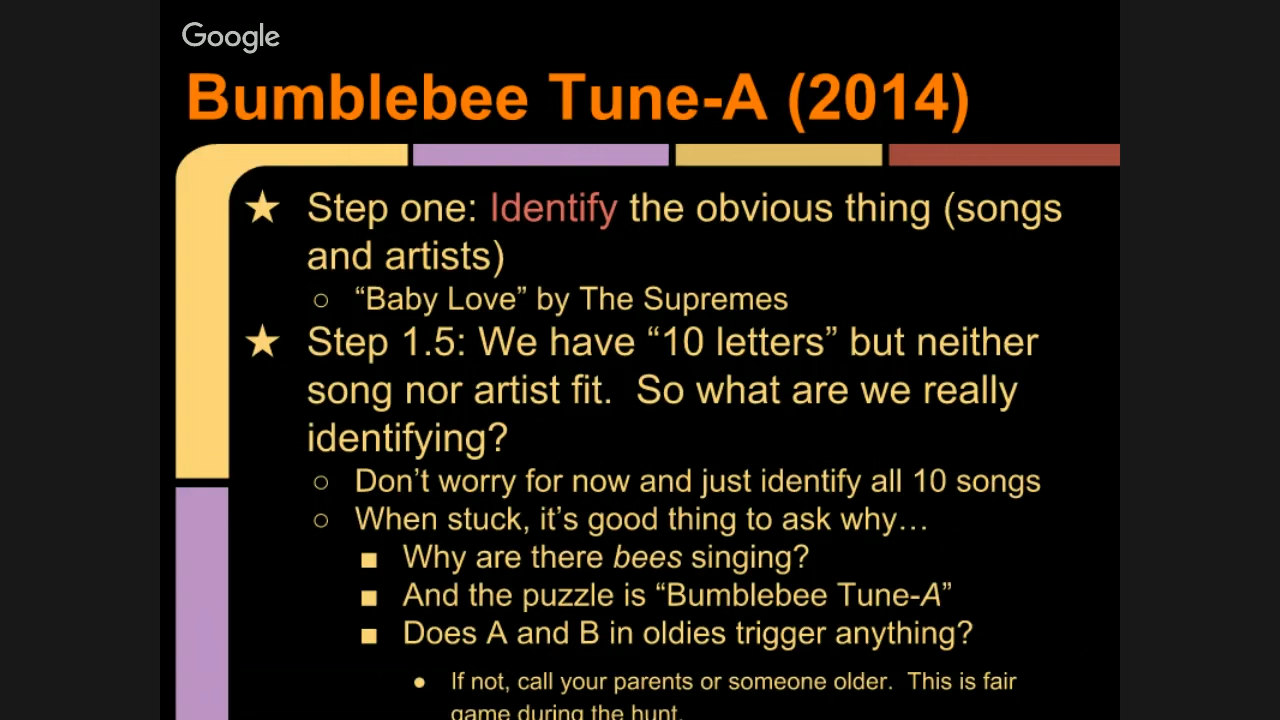 Google
Bumblebee Tune-A (2014)
★ Step one: Identify the obvious thing (songs
and artists)
○ “Baby Love” by The Supremes
★ Step 1.5: We have “10 letters” but neither
song nor artist fit.  So what are we really
identifying?
○ Don’t worry for now and just identify all 10 songs
○ When stuck, it’s good thing to ask why…
■ Why are there bees singing?
■ And the puzzle is “Bumblebee Tune-A”
■ Does A and B in oldies trigger anything?
● If not, call your parents or someone older.  This is fair
game during the hunt.